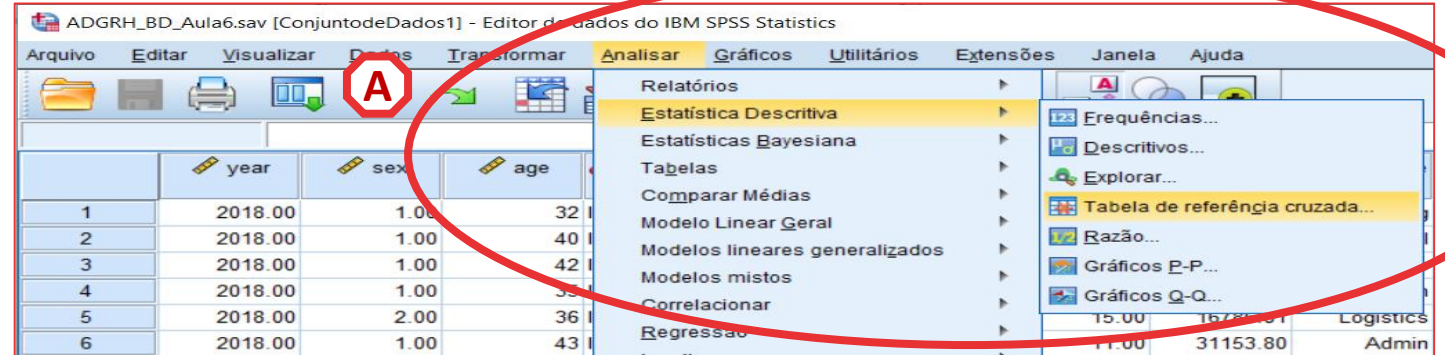 ADGRH_BD_Aula6.sav [ConjuntodeDados1] - Editor de dados do IBM SPSS Statistics
Arquivo Editar Visualizar Dados Transformar Analisar Gráficos Utilitários Extensões Janela Ajuda
A
Relatórios
Estatística Descritiva
Estatísticas Bayesiana
Tabelas
Comparar Médias
Modelo Linear Geral
Modelos lineares generalizados
Modelos mistos
Correlacionar
Regressão
Frequências...
Descritivos...
Explorar...
Tabela de referência cruzada...
Razão...
Gráficos P-P...
Gráficos Q-Q...
year sex age
1 2018.00 1.00 32
2 2018.00 1.00 40
3 2018.00 1.00 42
4 2018.00 1.00
5 2018.00 2.00 36 15.00 Logistics
6 2018.00 1.00 43 11.00 31153.80 Admin